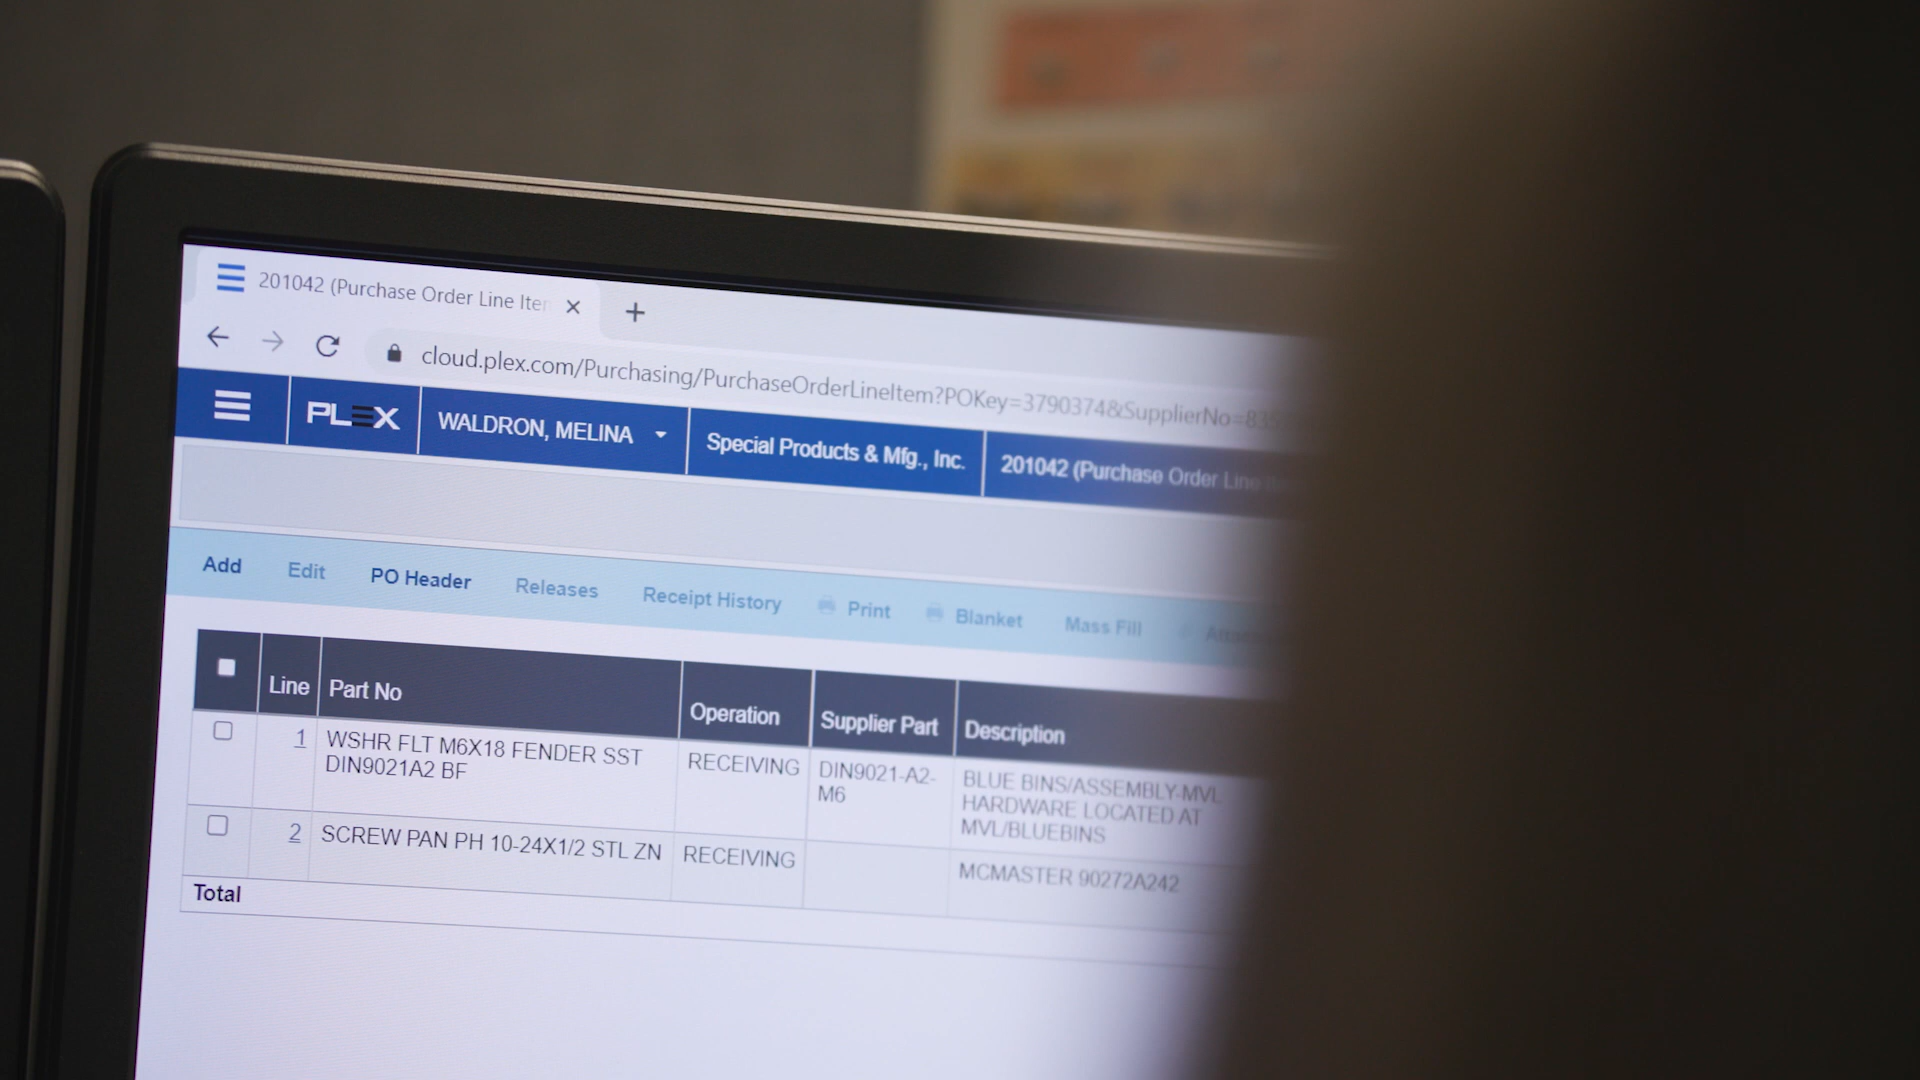 201042 (Purchase Order Line Iten
cloud.plex.com/Purchasing/PurchaseOrderLineItem?POKey=3790374&SupplierNo=835
PLEX
WALDRON, MELINA
Special Products & Mfg., Inc.
201042 (Purchase Order Line
Add Edit PO Header Releases Receipt History Print Blanket Mass Fill
Line Part No Operation Supplier Part Description
1 WSHR FLT M6X18 FENDER SST RECEIVING DIN9021-A2- BLUE BINS/ASSEMBLY-MVL
DIN9021A2 BF M6 HARDWARE LOCATED AT
MVL/BLUEBINS
2 SCREW PAN PH 10-24X1/2 STL ZN RECEIVING MCMASTER 90272A242
Total